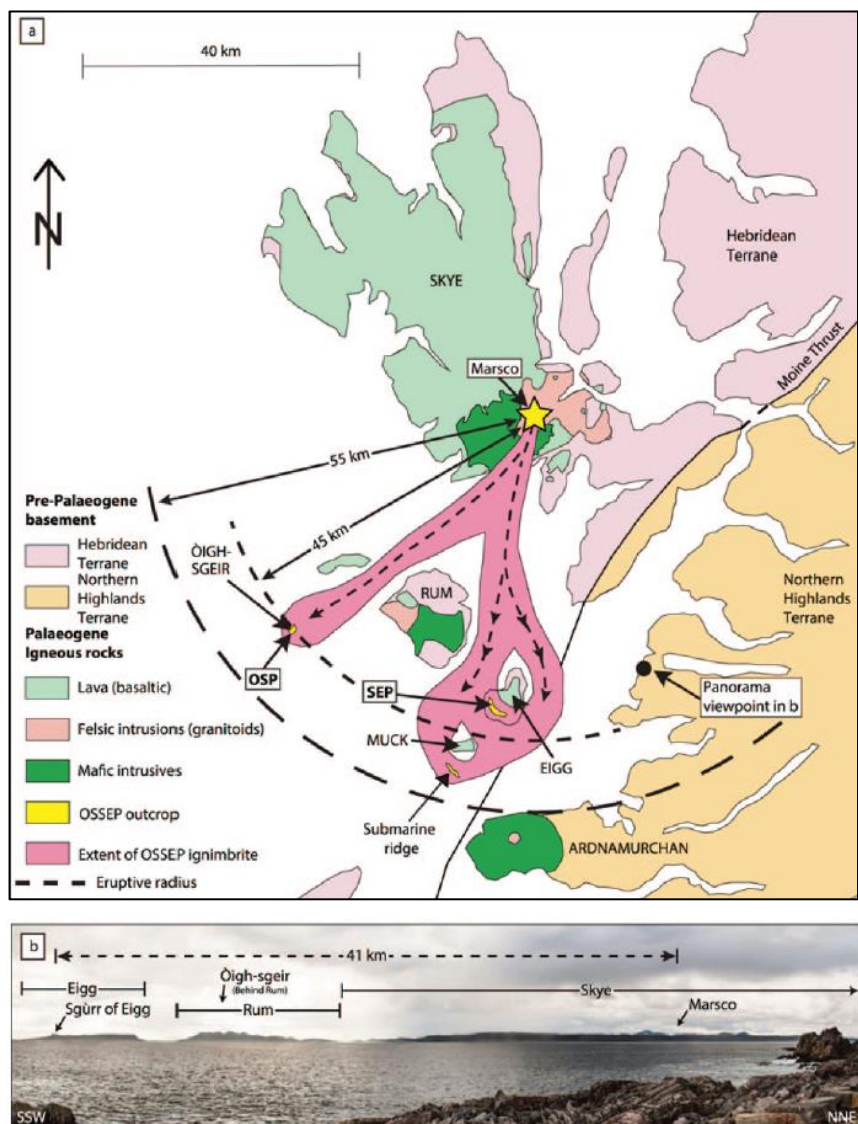 a
40 km
N
Hebridean
Terrane
SKYE
Moine Thrust
Marsco
55 km
45 km
Pre-Palaeogene
basement
Hebridean
Terrane
Northern
Highlands
Terrane
Palaeogene
Igneous rocks
Lava (basaltic)
Felsic intrusions (granitoids)
Mafic intrusives
OSSEP outcrop
Extent of OSSEP ignimbrite
Eruptive radius
ÒIGH-
SGEIR
OSP
RUM
SEP
MUCK
EIGG
Submarine
ridge
Northern
Highlands
Terrane
Panorama
viewpoint in b
ARDNAMURCHAN
b
41 km
Eigg
Sgùrr of Eigg
Òigh-sgeir
(Behind Rum)
Rum
Skye
Marsco
SSW
NNE